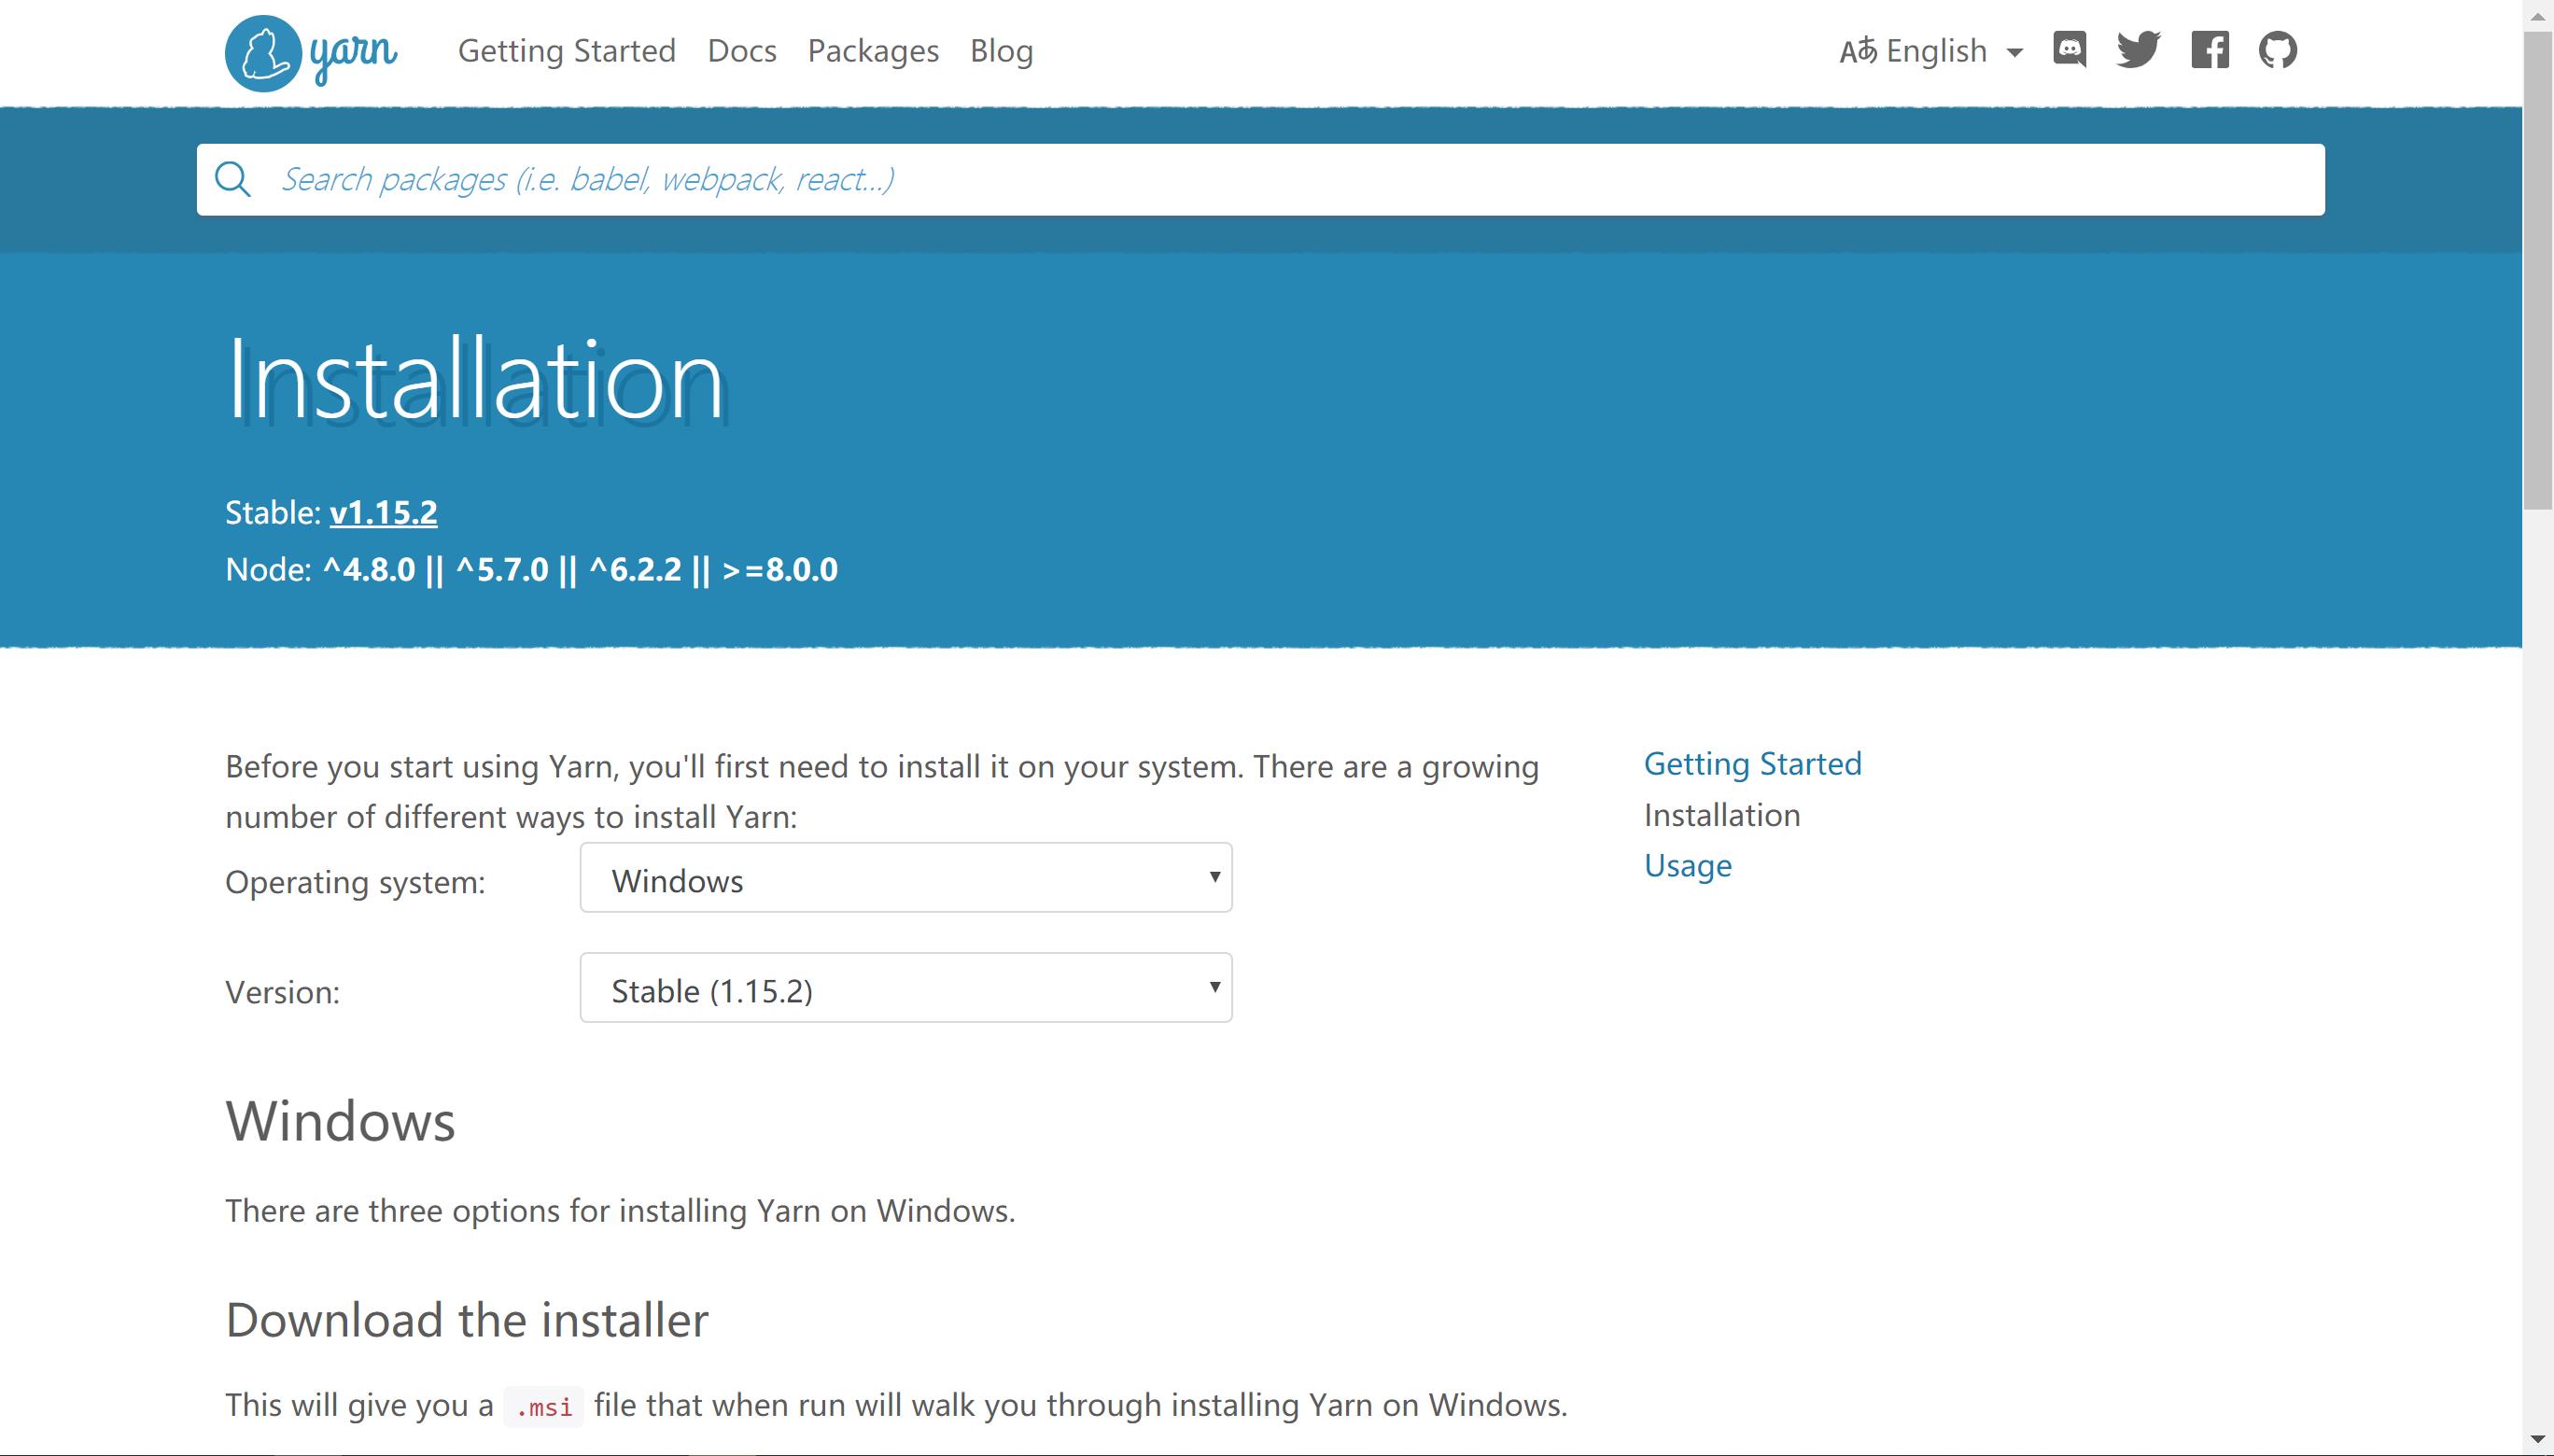 yarn Getting Started Docs Packages Blog Aあ English
Search packages (i.e. babel, webpack, react...)
Installation
Stable: v1.15.2
Node: ^4.8.0 || ^5.7.0 || ^6.2.2 || >=8.0.0
Before you start using Yarn, you'll first need to install it on your system. There are a growing
number of different ways to install Yarn:
Operating system: Windows
Version: Stable (1.15.2)
Getting Started
Installation
Usage
Windows
There are three options for installing Yarn on Windows.
Download the installer
This will give you a .msi file that when run will walk you through installing Yarn on Windows.